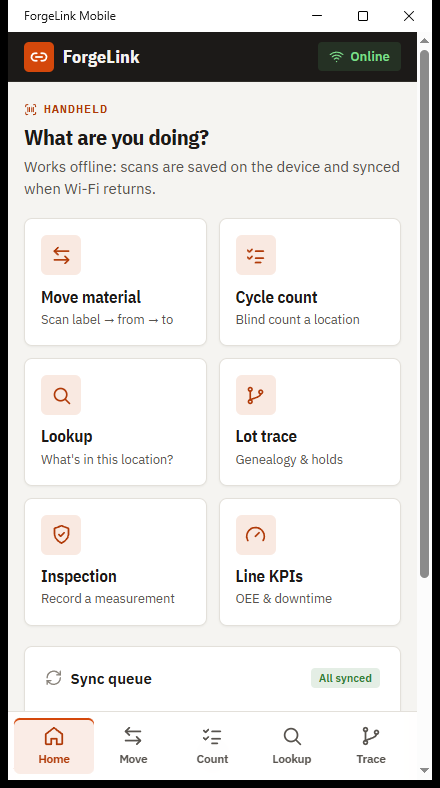 ForgeLink Mobile
ForgeLink
Online
HANDHELD
What are you doing?
Works offline: scans are saved on the device and synced
when Wi-Fi returns.
Move material
Scan label → from → to
Cycle count
Blind count a location
Lookup
What's in this location?
Lot trace
Genealogy & holds
Inspection
Record a measurement
Line KPIs
OEE & downtime
Sync queue
All synced
Home
Move
Count
Lookup
Trace